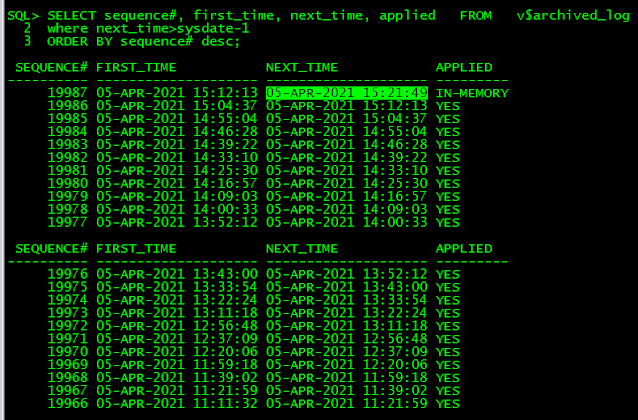 SQL> SELECT sequence#, first_time, next_time, applied   FROM   v$archived_log
  2  where next_time>sysdate-1
  3  ORDER BY sequence# desc;

 SEQUENCE# FIRST_TIME           NEXT_TIME            APPLIED
---------- -------------------- -------------------- ---------
     19987 05-APR-2021 15:12:13 05-APR-2021 15:21:49 IN-MEMORY
     19986 05-APR-2021 15:04:37 05-APR-2021 15:12:13 YES
     19985 05-APR-2021 14:55:04 05-APR-2021 15:04:37 YES
     19984 05-APR-2021 14:46:28 05-APR-2021 14:55:04 YES
     19983 05-APR-2021 14:39:22 05-APR-2021 14:46:28 YES
     19982 05-APR-2021 14:33:10 05-APR-2021 14:39:22 YES
     19981 05-APR-2021 14:25:30 05-APR-2021 14:33:10 YES
     19980 05-APR-2021 14:16:57 05-APR-2021 14:25:30 YES
     19979 05-APR-2021 14:09:03 05-APR-2021 14:16:57 YES
     19978 05-APR-2021 14:00:33 05-APR-2021 14:09:03 YES
     19977 05-APR-2021 13:52:12 05-APR-2021 14:00:33 YES

 SEQUENCE# FIRST_TIME           NEXT_TIME            APPLIED
---------- -------------------- -------------------- ---------
     19976 05-APR-2021 13:43:00 05-APR-2021 13:52:12 YES
     19975 05-APR-2021 13:33:54 05-APR-2021 13:43:00 YES
     19974 05-APR-2021 13:22:24 05-APR-2021 13:33:54 YES
     19973 05-APR-2021 13:11:18 05-APR-2021 13:22:24 YES
     19972 05-APR-2021 12:56:48 05-APR-2021 13:11:18 YES
     19971 05-APR-2021 12:37:09 05-APR-2021 12:56:48 YES
     19970 05-APR-2021 12:20:06 05-APR-2021 12:37:09 YES
     19969 05-APR-2021 11:59:18 05-APR-2021 12:20:06 YES
     19968 05-APR-2021 11:39:02 05-APR-2021 11:59:18 YES
     19967 05-APR-2021 11:21:59 05-APR-2021 11:39:02 YES
     19966 05-APR-2021 11:11:32 05-APR-2021 11:21:59 YES